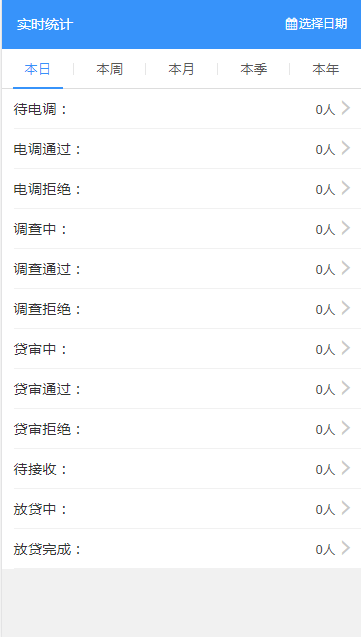 实时统计 选择日期
本日 本周 本月 本季 本年
待电调： 0人
电调通过： 0人
电调拒绝： 0人
调查中： 0人
调查通过： 0人
调查拒绝： 0人
贷审中： 0人
贷审通过： 0人
贷审拒绝： 0人
待接收： 0人
放贷中： 0人
放贷完成： 0人